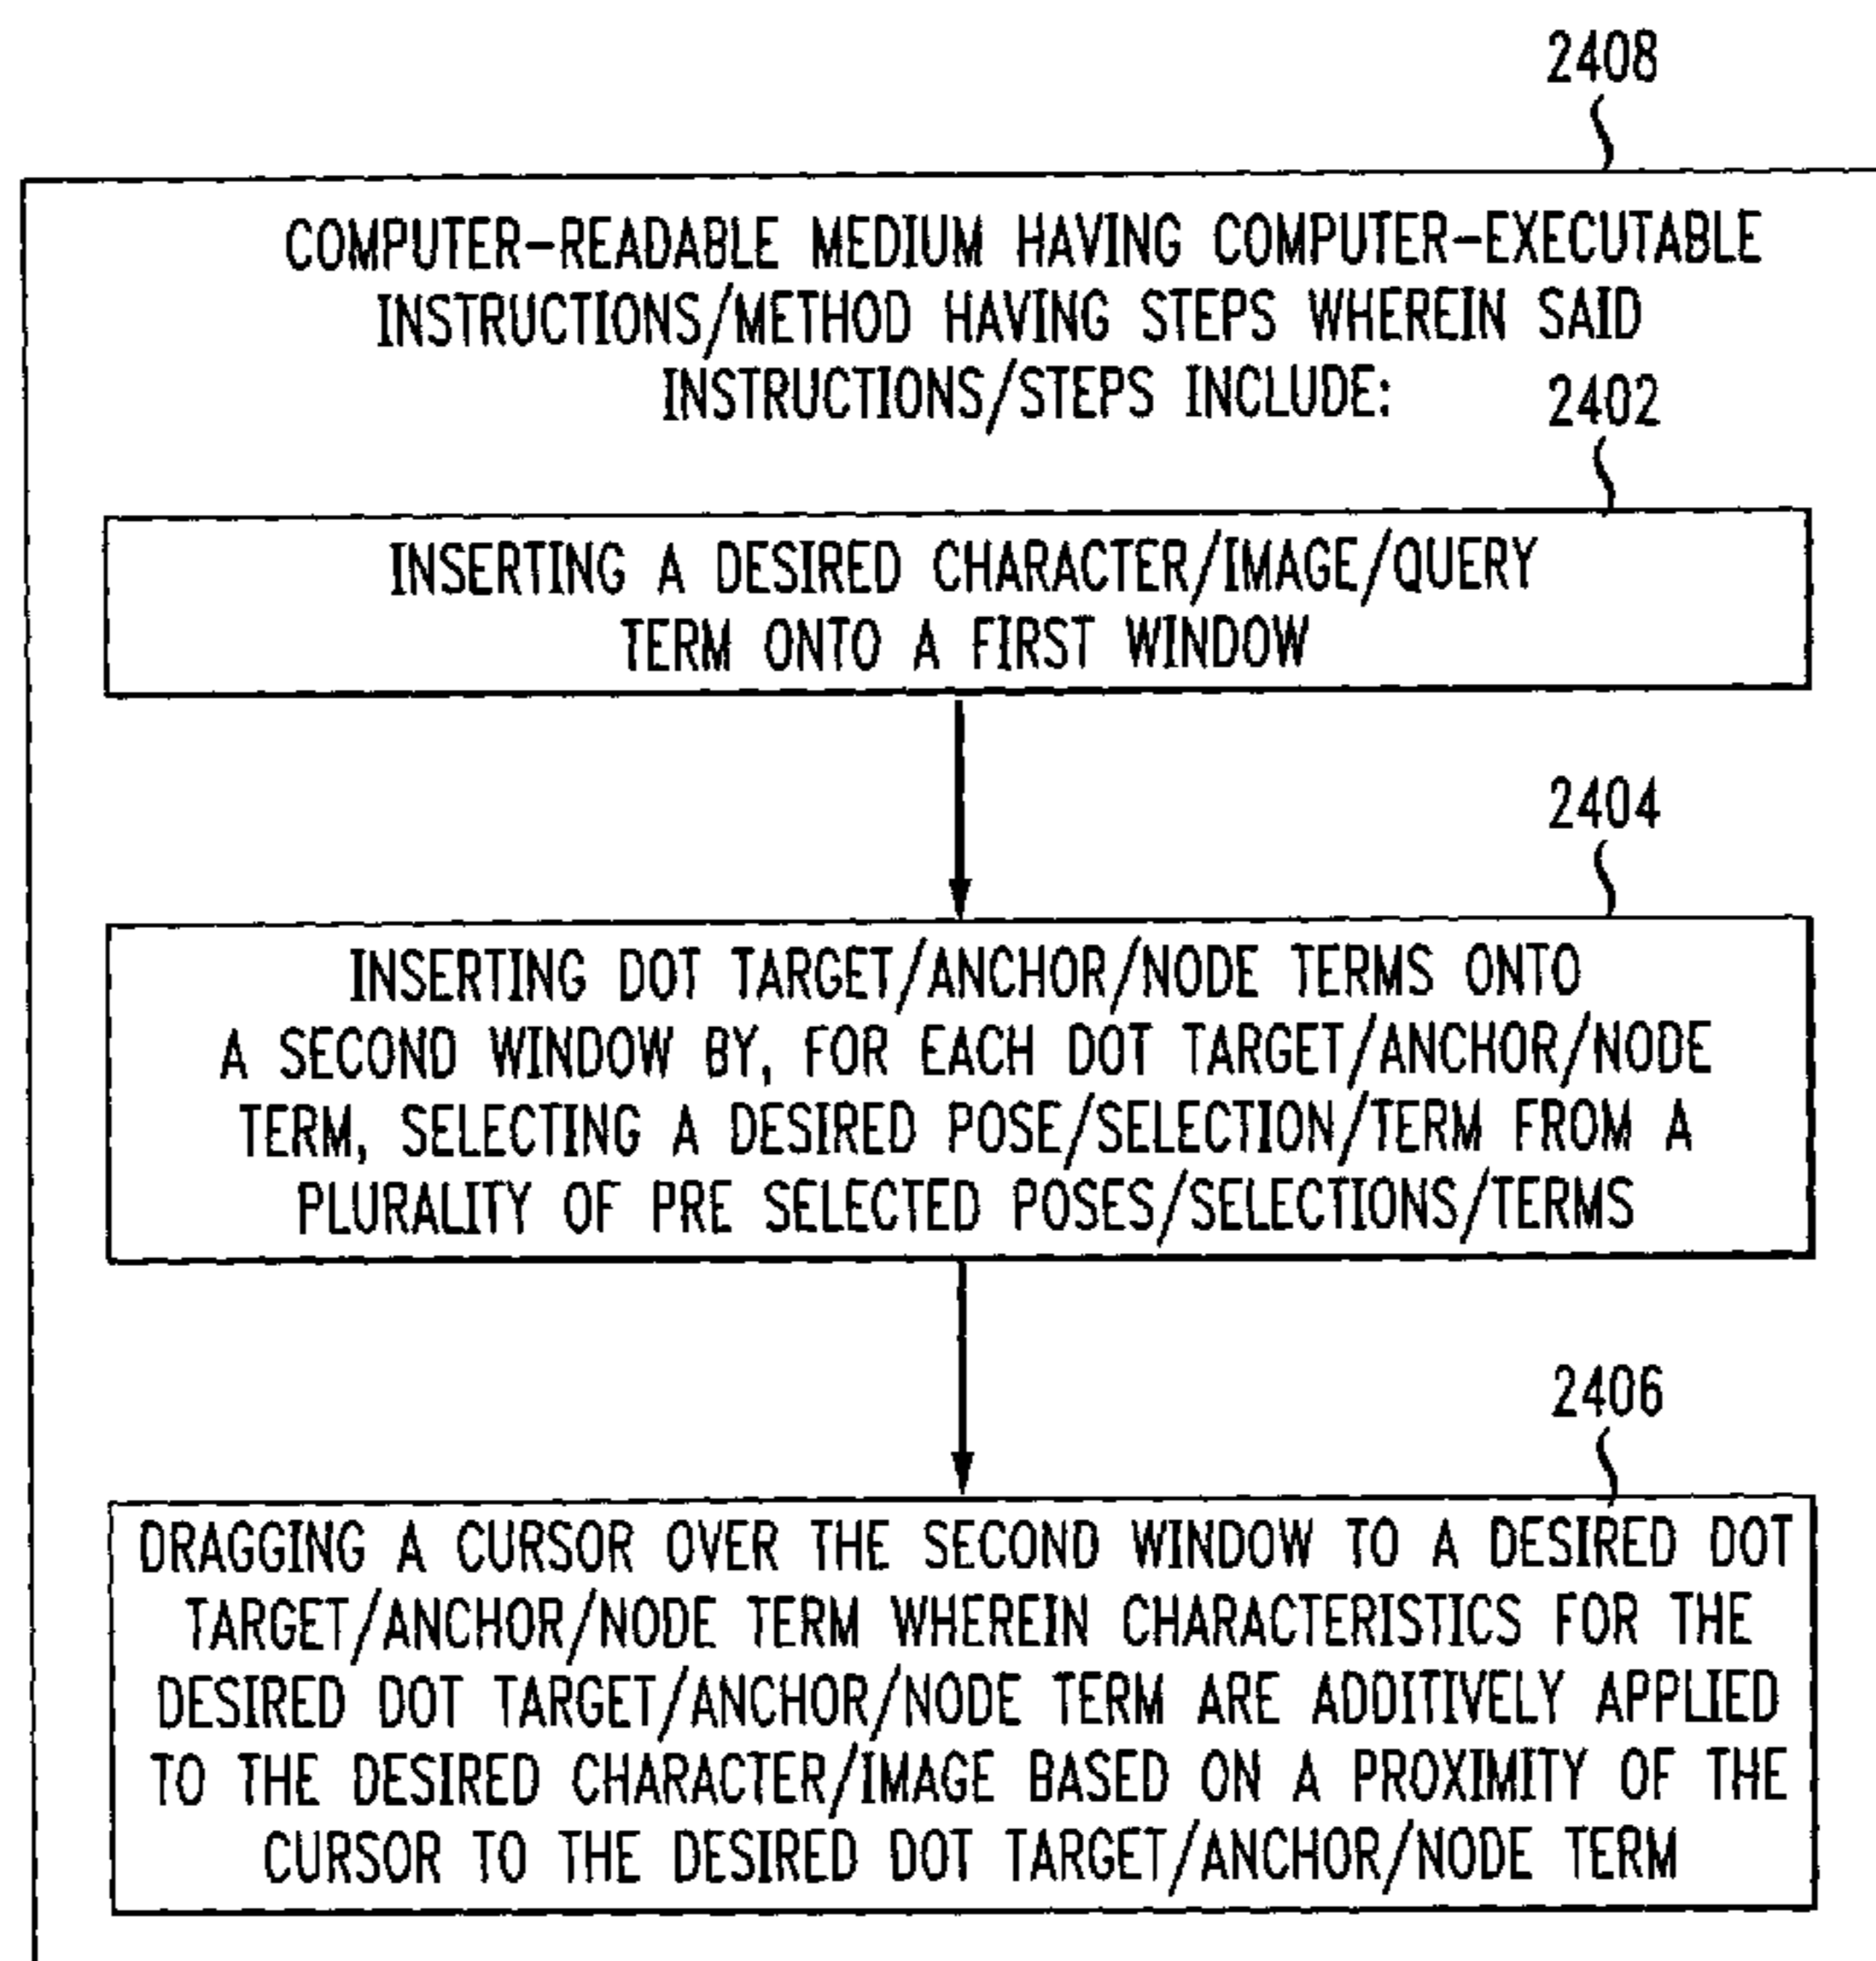 2408
COMPUTER-READABLE MEDIUM HAVING COMPUTER-EXECUTABLE
INSTRUCTIONS/METHOD HAVING STEPS WHEREIN SAID
INSTRUCTIONS/STEPS INCLUDE:
2402
INSERTING A DESIRED CHARACTER/IMAGE/QUERY
TERM ONTO A FIRST WINDOW
2404
INSERTING DOT TARGET/ANCHOR/NODE TERMS ONTO
A SECOND WINDOW BY, FOR EACH DOT TARGET/ANCHOR/NODE
TERM, SELECTING A DESIRED POSE/SELECTION/TERM FROM A
PLURALITY OF PRE SELECTED POSES/SELECTIONS/TERMS
2406
DRAGGING A CURSOR OVER THE SECOND WINDOW TO A DESIRED DOT
TARGET/ANCHOR/NODE TERM WHEREIN CHARACTERISTICS FOR THE
DESIRED DOT TARGET/ANCHOR/NODE TERM ARE ADDITIVELY APPLIED
TO THE DESIRED CHARACTER/IMAGE BASED ON A PROXIMITY OF THE
CURSOR TO THE DESIRED DOT TARGET/ANCHOR/NODE TERM